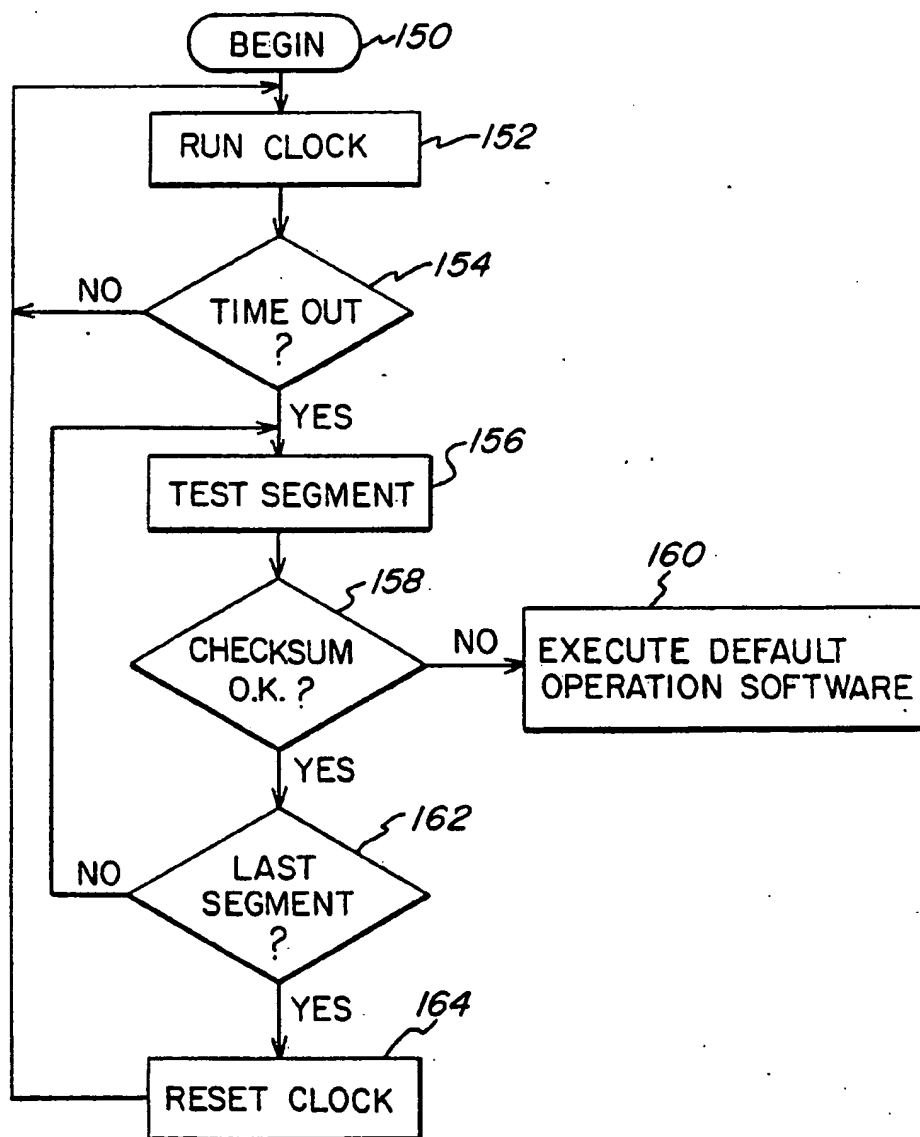 BEGIN 150
RUN CLOCK 152
154
NO
TIME OUT
?
YES
156
TEST SEGMENT
158
160
CHECKSUM
O.K. ?
NO
EXECUTE DEFAULT
OPERATION SOFTWARE
YES
162
NO
LAST
SEGMENT
?
YES
164
RESET CLOCK